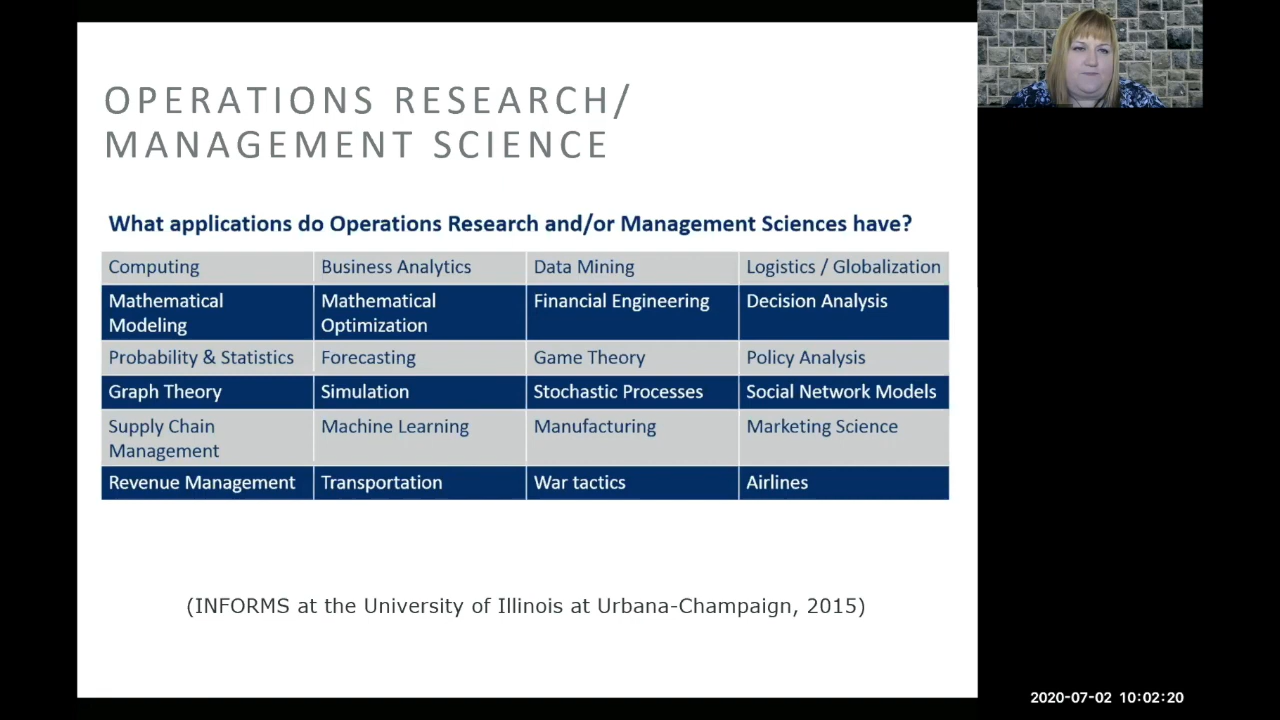 OPERATIONS RESEARCH/
MANAGEMENT SCIENCE
What applications do Operations Research and/or Management Sciences have?
Computing Business Analytics Data Mining Logistics / Globalization
Mathematical Mathematical Financial Engineering Decision Analysis
Modeling Optimization
Probability & Statistics Forecasting Game Theory Policy Analysis
Graph Theory Simulation Stochastic Processes Social Network Models
Supply Chain Machine Learning Manufacturing Marketing Science
Management
Revenue Management Transportation War tactics Airlines
(INFORMS at the University of Illinois at Urbana-Champaign, 2015)
2020-07-02 10:02:20